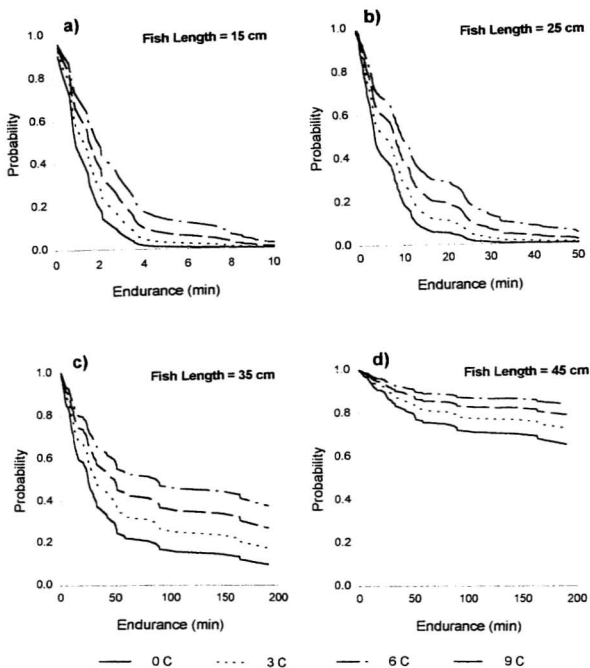 a)
Fish Length = 15 cm
1.0
0.8
0.6
0.4
0.2
0.0
Probability
0 2 4 6 8 10
Endurance (min)
b)
Fish Length = 25 cm
1.0
0.8
0.6
0.4
0.2
0.0
Probability
0 10 20 30 40 50
Endurance (min)
c)
Fish Length = 35 cm
1.0
0.8
0.6
0.4
0.2
0.0
Probability
0 50 100 150 200
Endurance (min)
d)
Fish Length = 45 cm
1.0
0.8
0.6
0.4
0.2
0.0
Probability
0 50 100 150 200
Endurance (min)
0 C 3 C 6 C 9 C